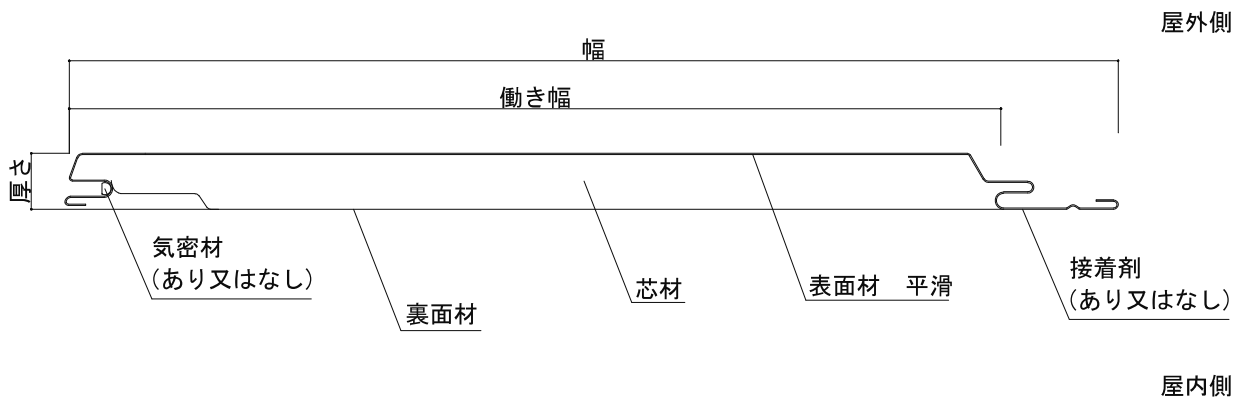 屋外側
幅
働き幅
厚さ
気密材
(あり又はなし)
裏面材
芯材
表面材　平滑
接着剤
(あり又はなし)
屋内側